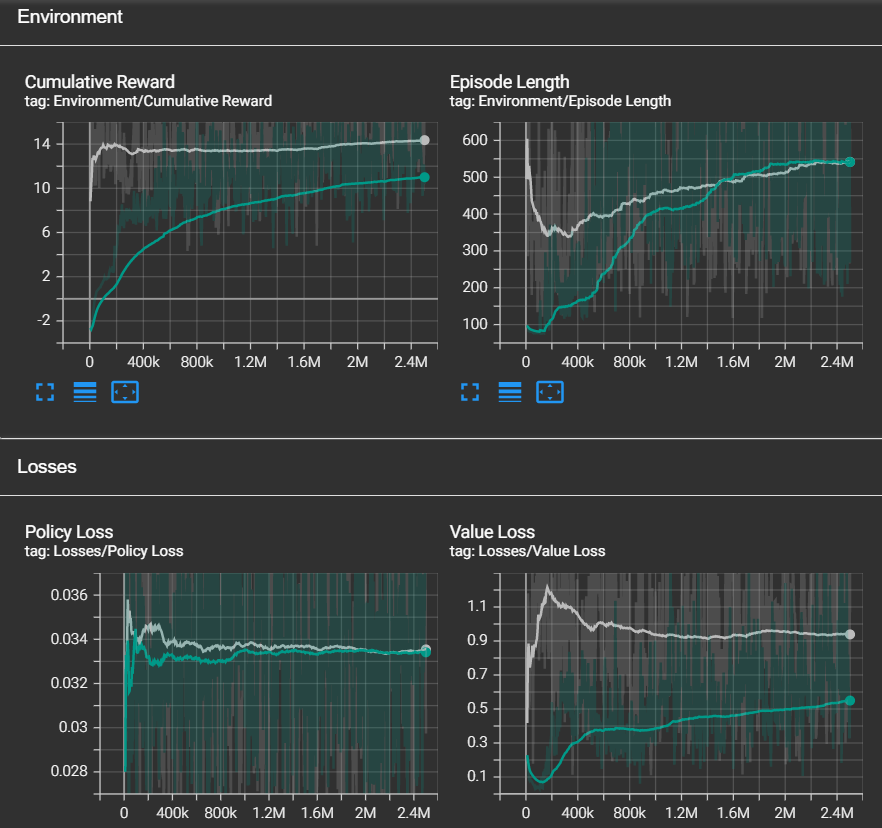 Environment
Cumulative Reward
tag: Environment/Cumulative Reward
14
10
6
2
-2
0 400k 800k 1.2M 1.6M 2M 2.4M
Episode Length
tag: Environment/Episode Length
600
500
400
300
200
100
0 400k 800k 1.2M 1.6M 2M 2.4M
Losses
Policy Loss
tag: Losses/Policy Loss
0.036
0.034
0.032
0.03
0.028
0 400k 800k 1.2M 1.6M 2M 2.4M
Value Loss
tag: Losses/Value Loss
1.1
0.9
0.7
0.5
0.3
0.1
0 400k 800k 1.2M 1.6M 2M 2.4M